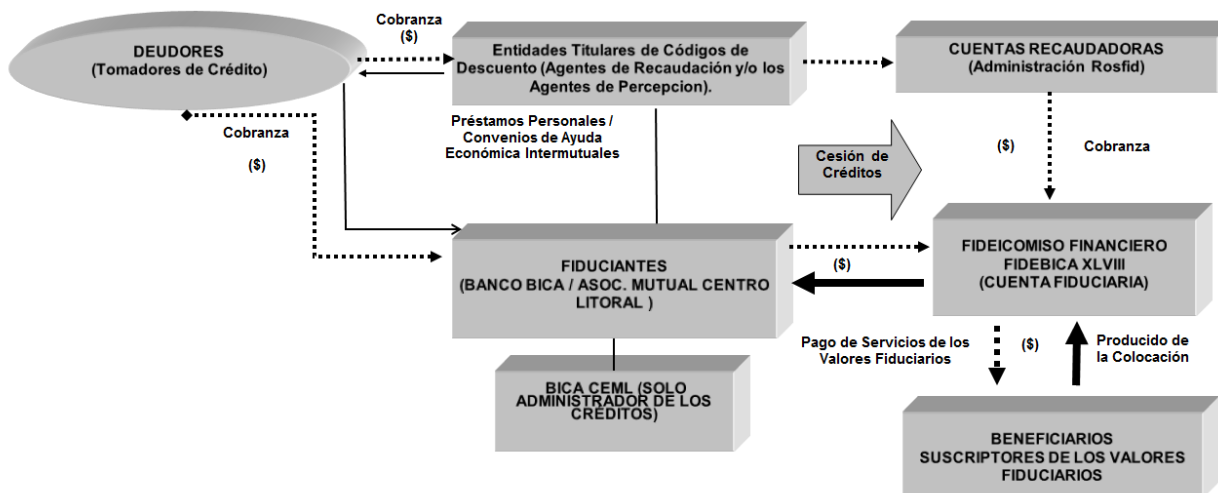 DEUDORES
(Tomadores de Crédito)
Cobranza
($)
Entidades Titulares de Códigos de
Descuento (Agentes de Recaudación y/o los
Agentes de Percepcion).
CUENTAS RECAUDADORAS
(Administración Rosfid)
Cobranza
($)
Préstamos Personales /
Convenios de Ayuda
Económica Intermutuales
Cesión de
Créditos
($)
Cobranza
FIDUCIANTES
(BANCO BICA / ASOC. MUTUAL CENTRO
LITORAL )
($)
FIDEICOMISO FINANCIERO
FIDEBICA XLVIII
(CUENTA FIDUCIARIA)
Pago de Servicios de los
Valores Fiduciarios
($)
Producido de
la Colocación
BICA CEML (SOLO
ADMINISTRADOR DE LOS
CRÉDITOS)
BENEFICIARIOS
SUSCRIPTORES DE LOS VALORES
FIDUCIARIOS